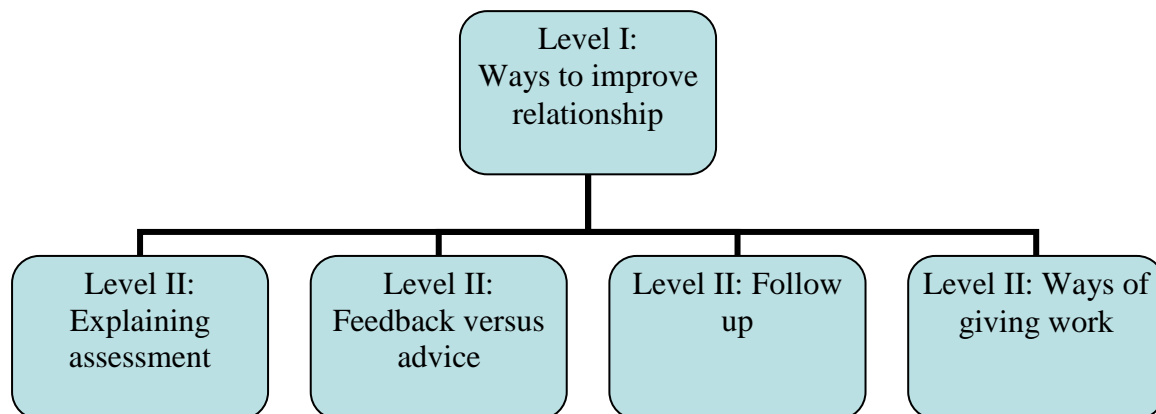 Level I:
Ways to improve
relationship
Level II:
Explaining
assessment
Level II:
Feedback versus
advice
Level II: Follow
up
Level II: Ways of
giving work